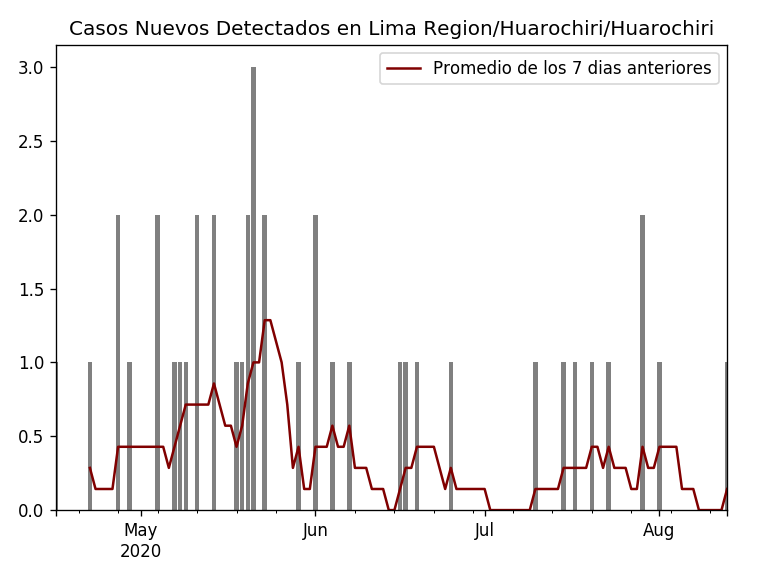 Casos Nuevos Detectados en Lima Region/Huarochiri/Huarochiri
Promedio de los 7 dias anteriores
3.0
2.5
2.0
1.5
1.0
0.5
0.0
May
2020
Jun
Jul
Aug